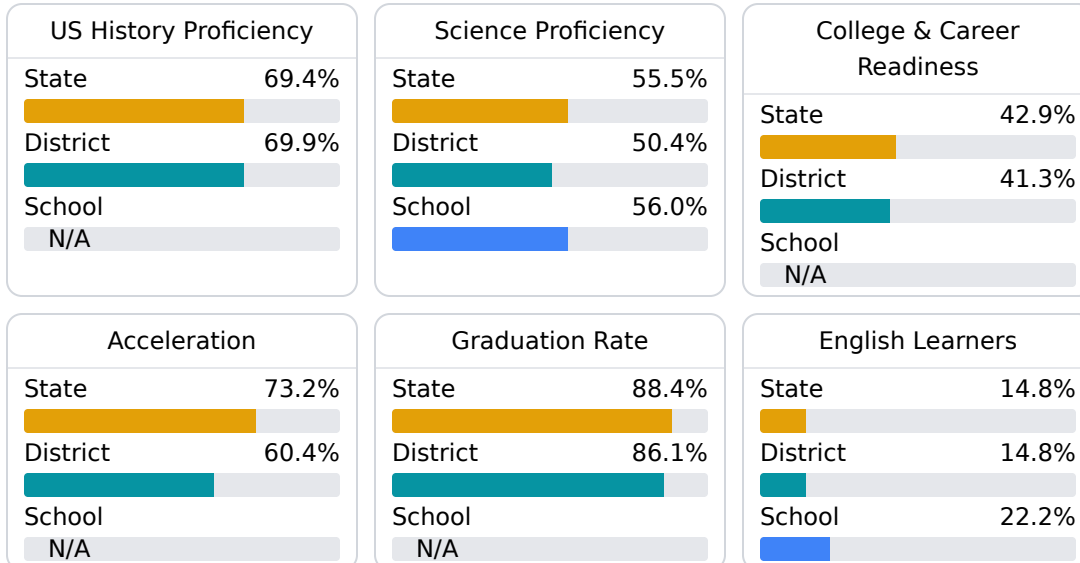 US History Proficiency
State 69.4%
District 69.9%
School
N/A
Science Proficiency
State 55.5%
District 50.4%
School 56.0%
College & Career
Readiness
State 42.9%
District 41.3%
School
N/A
Acceleration
State 73.2%
District 60.4%
School
N/A
Graduation Rate
State 88.4%
District 86.1%
School
N/A
English Learners
State 14.8%
District 14.8%
School 22.2%